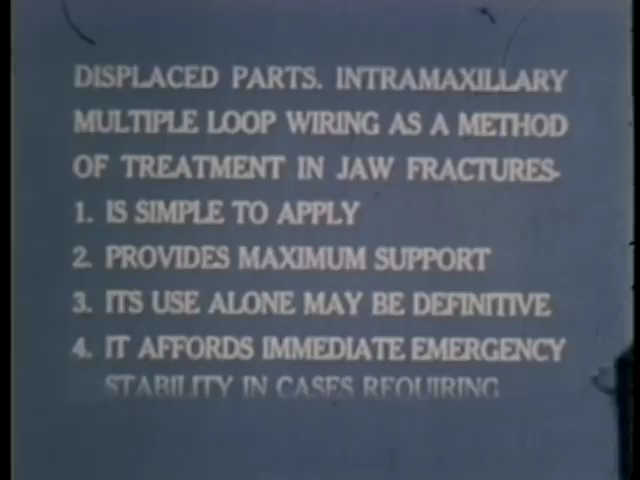 DISPLACED PARTS. INTRAMAXILLARY
MULTIPLE LOOP WIRING AS A METHOD
OF TREATMENT IN JAW FRACTURES-
1. IS SIMPLE TO APPLY
2. PROVIDES MAXIMUM SUPPORT
3. ITS USE ALONE MAY BE DEFINITIVE
4. IT AFFORDS IMMEDIATE EMERGENCY
STABILITY IN CASES REQUIRING